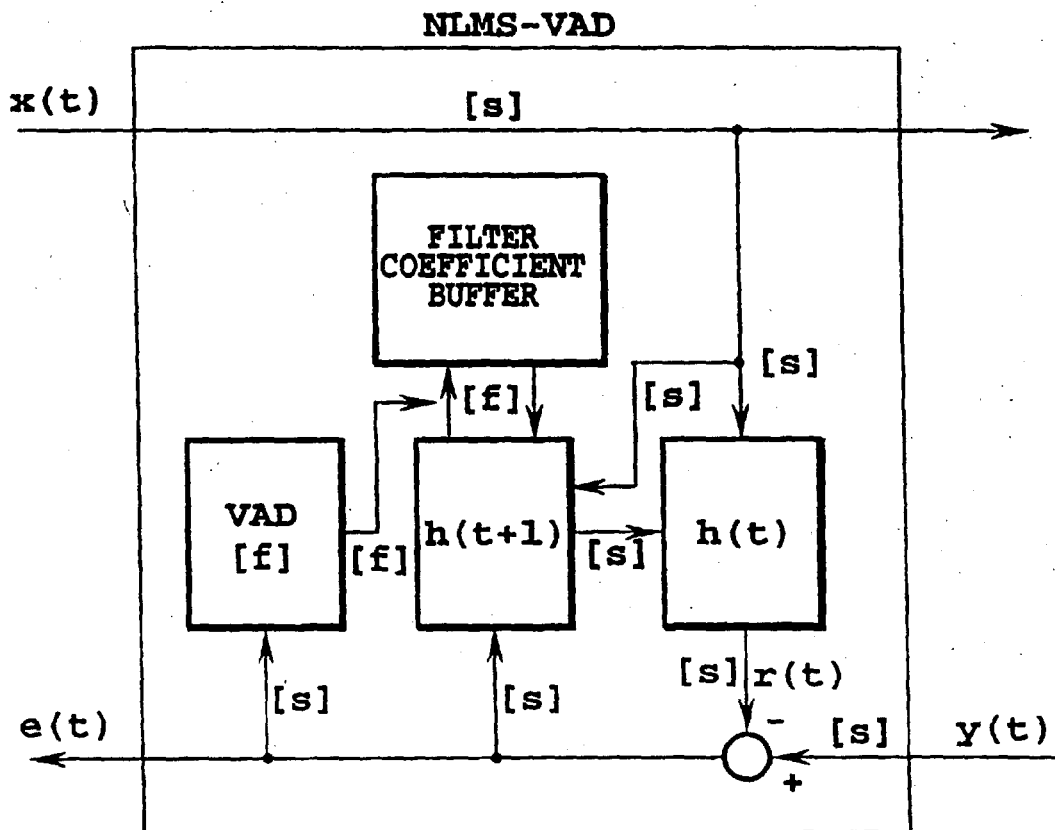 NLMS-VAD
x(t)
[s]
FILTER
COEFFICIENT
BUFFER
[s]
[s]
[f]
VAD
[f]
[f]
h(t+1)
[s]
h(t)
[s]
[s]
[s]
r(t)
e(t)
-
[s]
y(t)
+